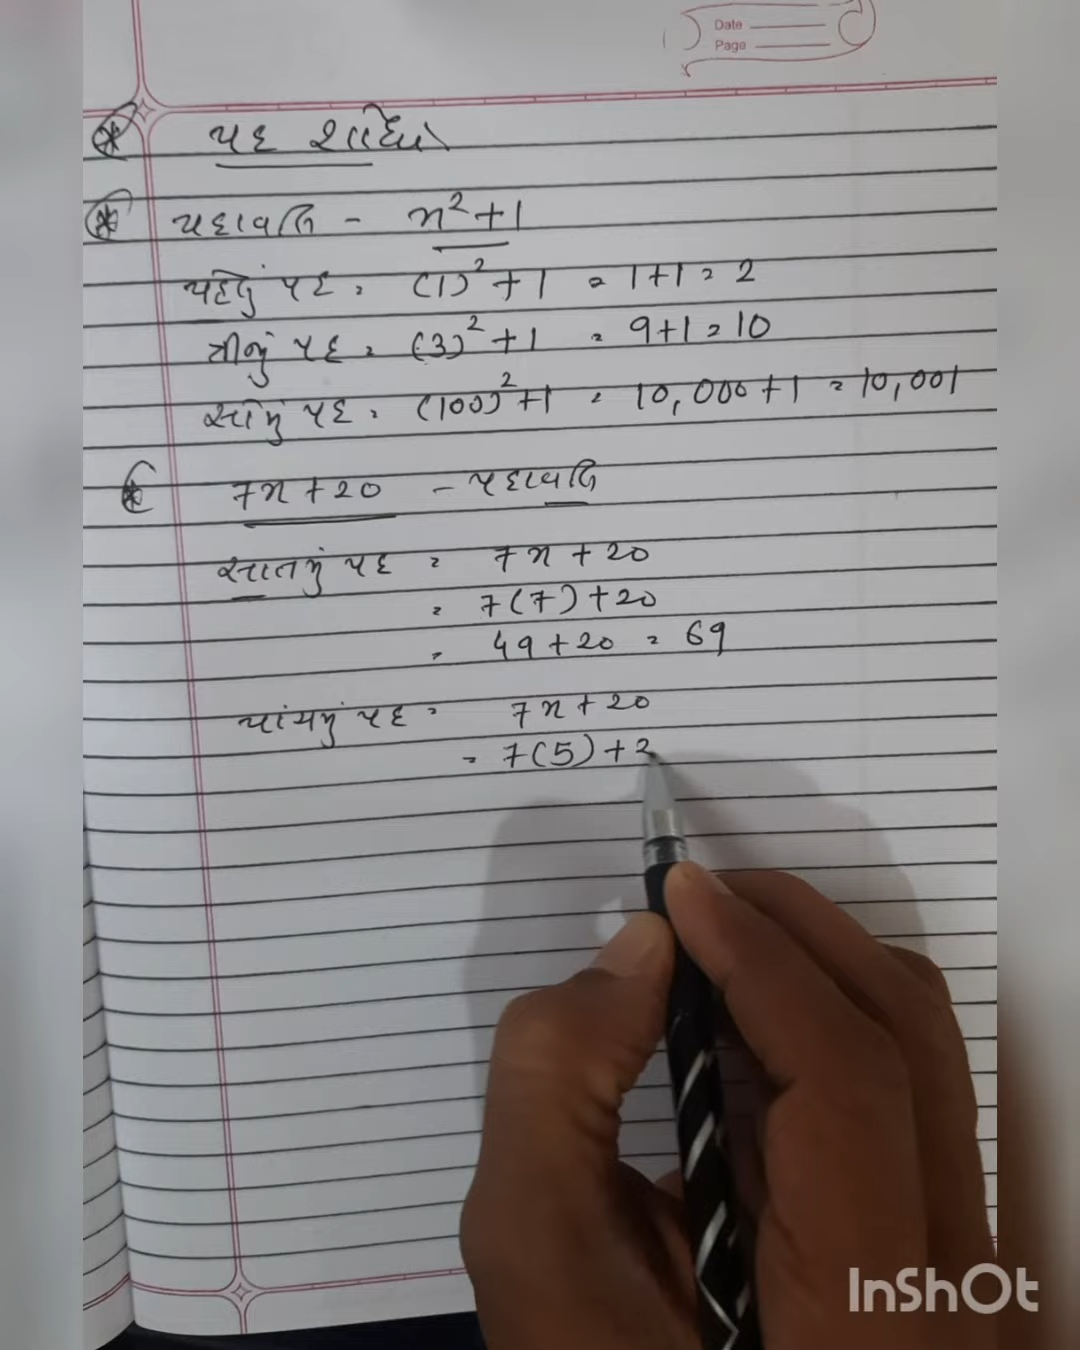 Date
Page
પદ શોધો
પદાવલિ - n²+1
પહેલું પદ = (1)² + 1 = 1+1 = 2
ત્રીજું પદ = (3)² + 1 = 9+1 = 10
સોમું પદ = (100)² + 1 = 10,000 + 1 = 10,001
7n + 20 - પદાવલિ
સાતમું પદ = 7n + 20
= 7(7) + 20
= 49 + 20 = 69
પાંચમું પદ = 7n + 20
= 7(5) + 2
InShOt